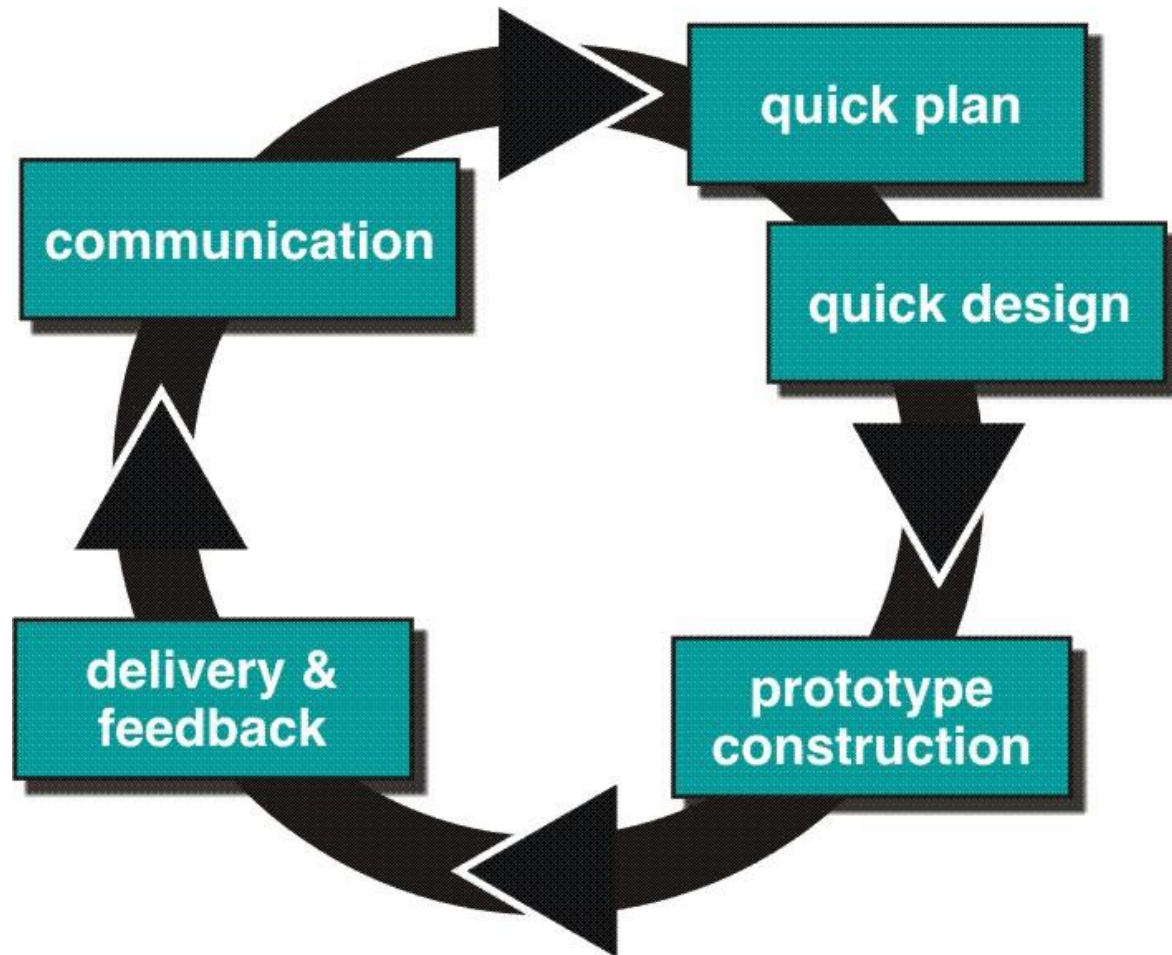 communication
quick plan
quick design
prototype
construction
delivery &
feedback